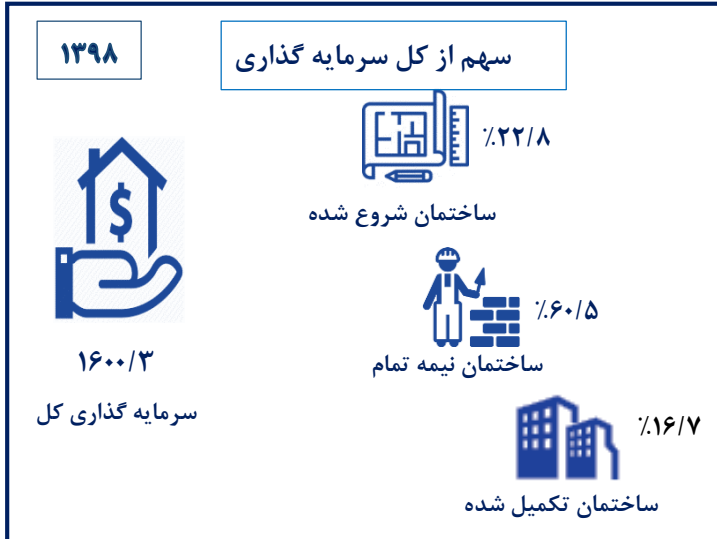 سهم از کل سرمایه گذاری
۱۳۹۸
٪۲۲/۸
ساختمان شروع شده
٪۶۰/۵
ساختمان نیمه تمام
۱۶۰۰/۳
سرمایه گذاری کل
٪۱۶/۷
ساختمان تکمیل شده
$